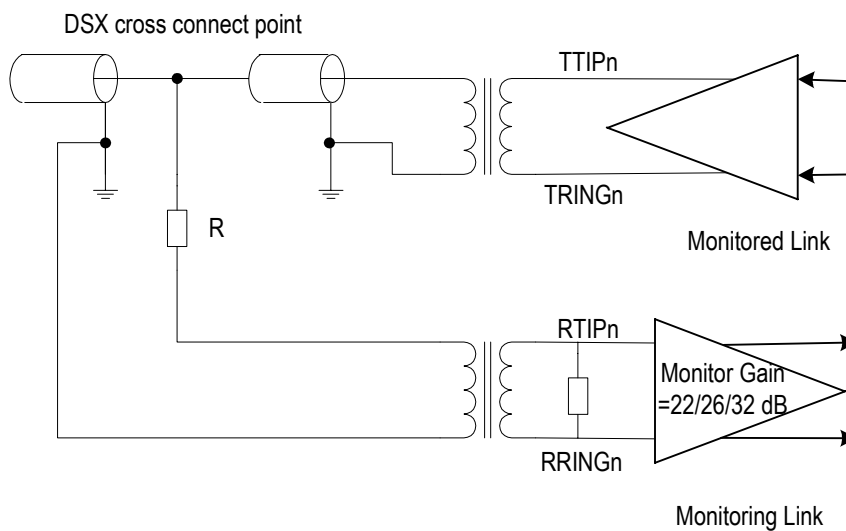 DSX cross connect point
TTIPn
TRINGn
R
Monitored Link
RTIPn
Monitor Gain
=22/26/32 dB
RRINGn
Monitoring Link